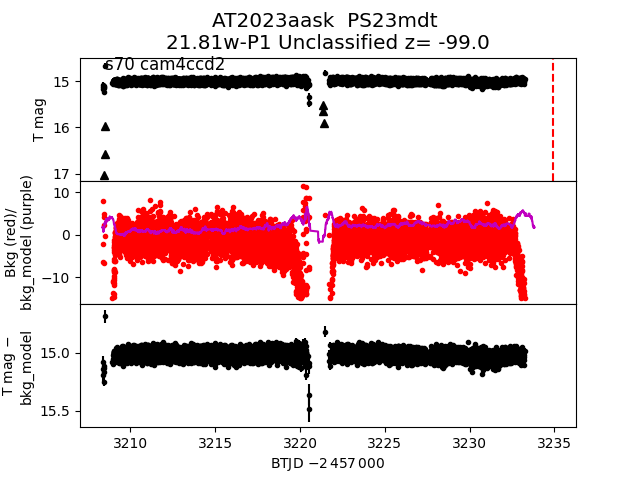 AT2023aask  PS23mdt
21.81w-P1 Unclassified z= -99.0
s70 cam4ccd2
T mag
15
16
17
Bkg (red)/
bkg_model (purple)
10
0
−10
T mag −
bkg_model
15.0
15.5
3210 3215 3220 3225 3230 3235
BTJD −2 457 000